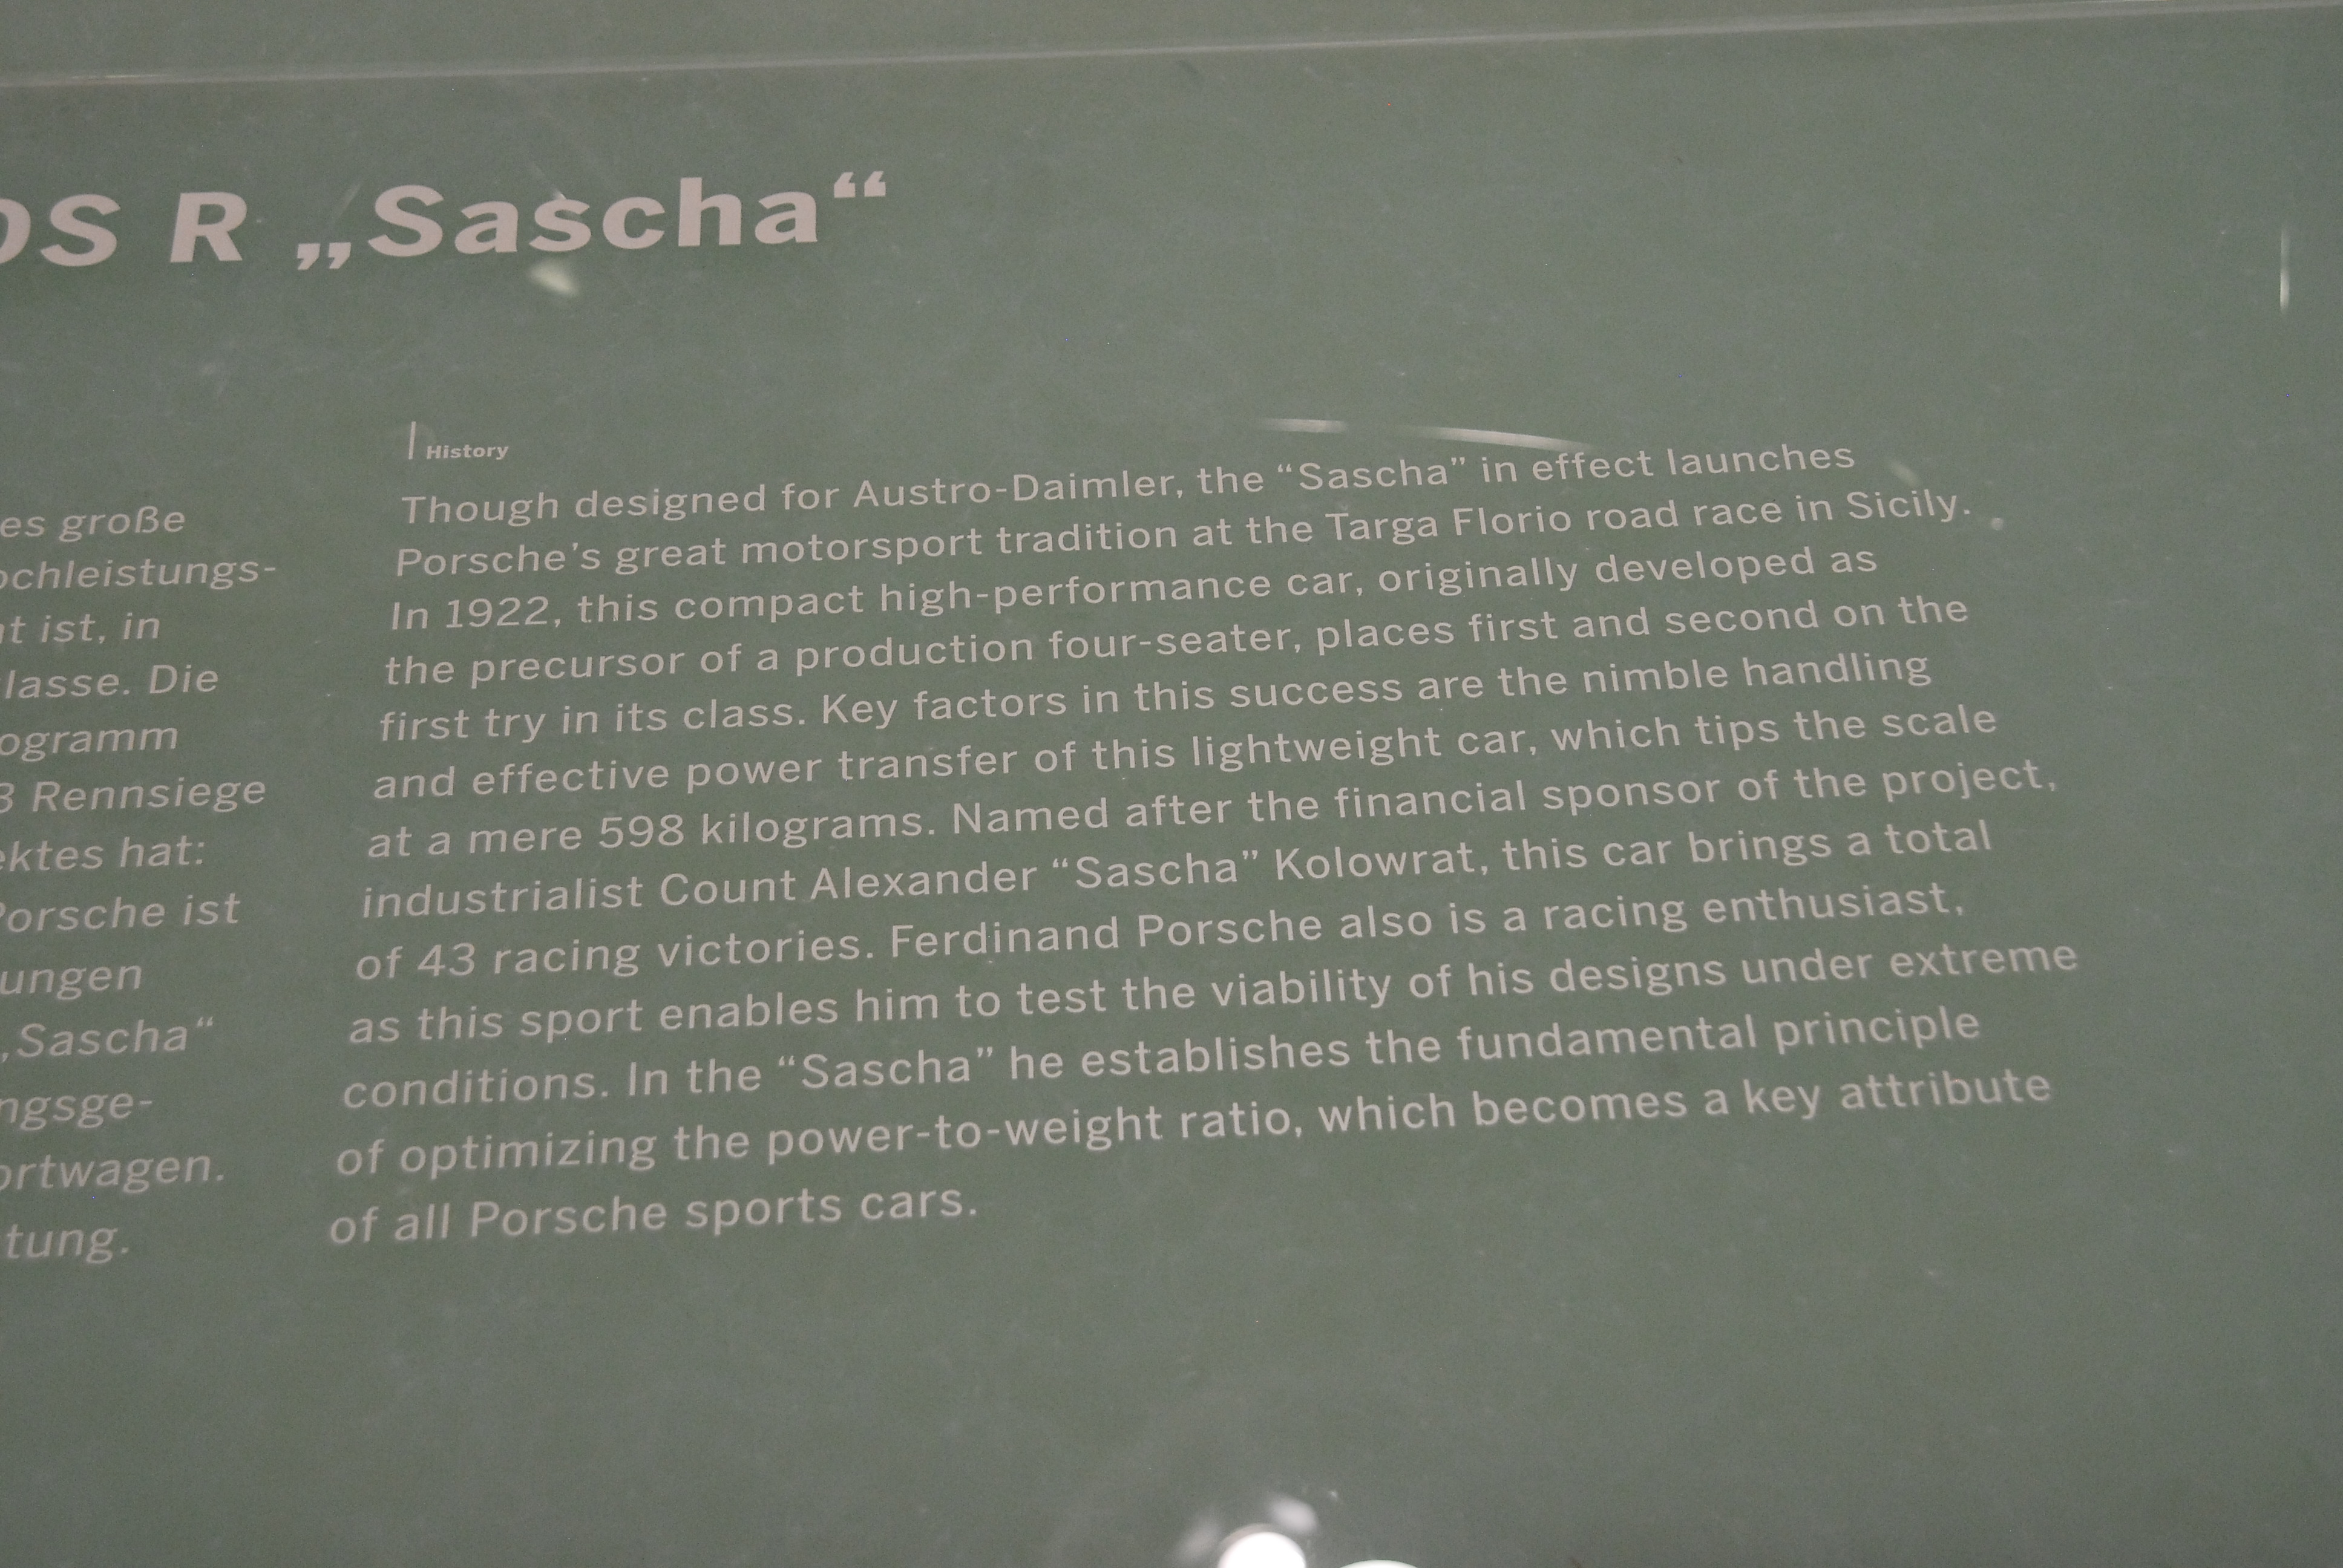 DS R „Sascha“
es große
ochleistungs-
t ist, in
lasse. Die
ogramm
3 Rennsiege
ektes hat:
Porsche ist
ungen
„Sascha“
ngsge-
ortwagen.
tung.
History
Though designed for Austro-Daimler, the “Sascha” in effect launches
Porsche’s great motorsport tradition at the Targa Florio road race in Sicily.
In 1922, this compact high-performance car, originally developed as
the precursor of a production four-seater, places first and second on the
first try in its class. Key factors in this success are the nimble handling
and effective power transfer of this lightweight car, which tips the scale
at a mere 598 kilograms. Named after the financial sponsor of the project,
industrialist Count Alexander “Sascha” Kolowrat, this car brings a total
of 43 racing victories. Ferdinand Porsche also is a racing enthusiast,
as this sport enables him to test the viability of his designs under extreme
conditions. In the “Sascha” he establishes the fundamental principle
of optimizing the power-to-weight ratio, which becomes a key attribute
of all Porsche sports cars.